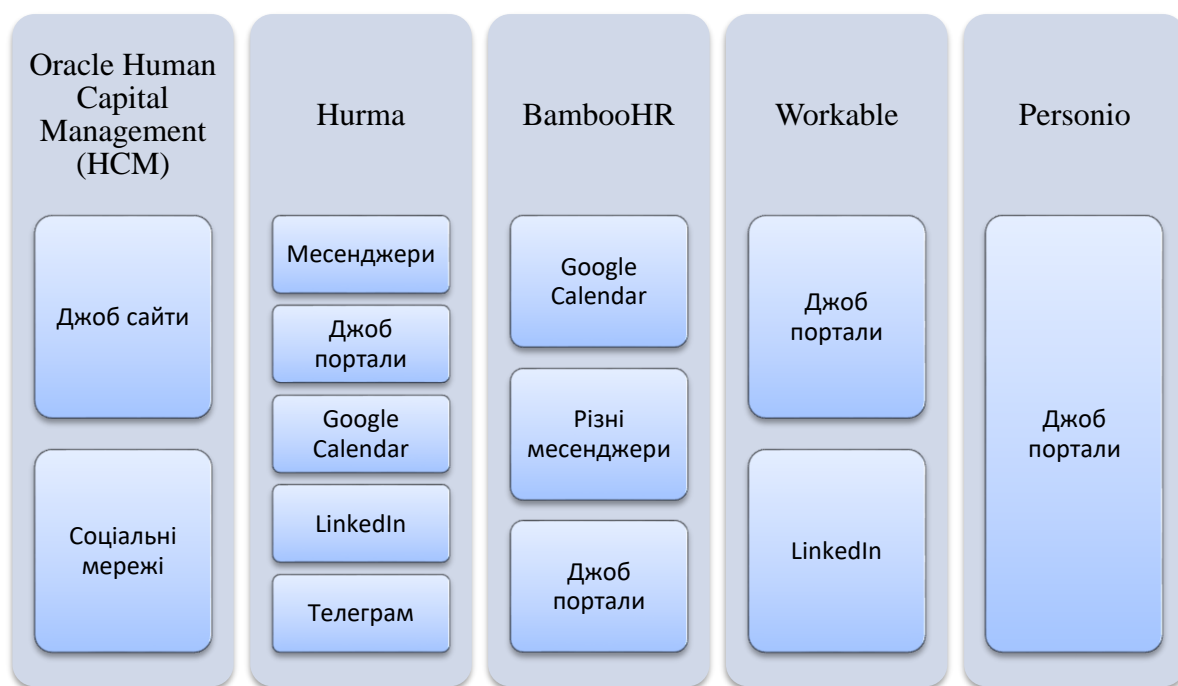 Oracle Human
Capital
Management
(HCM)
Джоб сайти
Соціальні
мережі
Hurma
Месенджери
Джоб
портали
Google
Calendar
LinkedIn
Телеграм
BambooHR
Google
Calendar
Різні
месенджери
Джоб
портали
Workable
Джоб
портали
LinkedIn
Personio
Джоб
портали